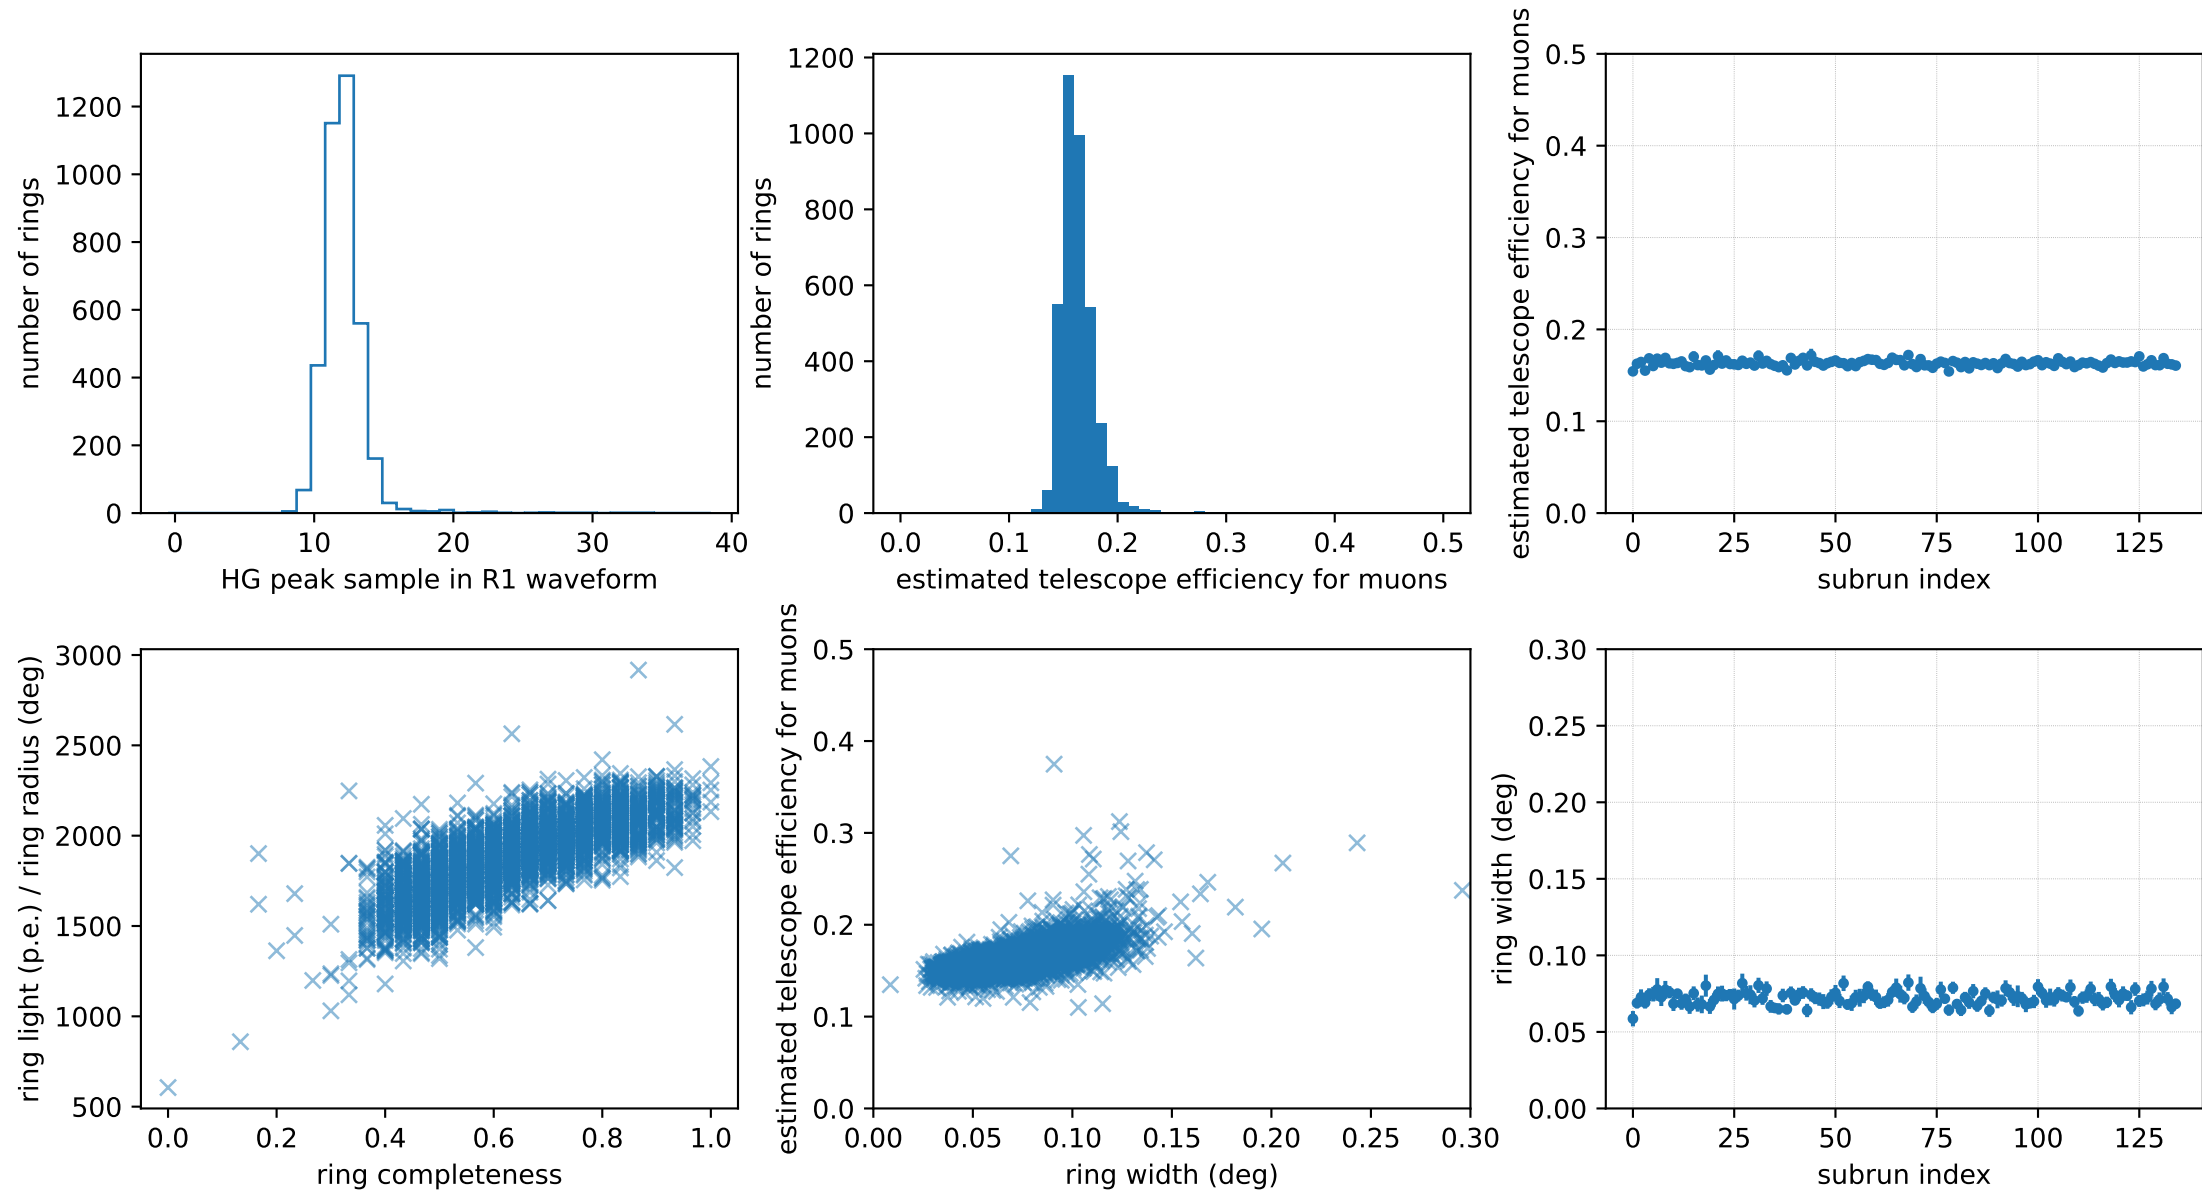 number of rings
1200
1000
800
600
400
200
0
0 10 20 30 40
HG peak sample in R1 waveform
number of rings
1200
1000
800
600
400
200
0
0.0 0.1 0.2 0.3 0.4 0.5
estimated telescope efficiency for muons
estimated telescope efficiency for muons
0.5
0.4
0.3
0.2
0.1
0.0
0 25 50 75 100 125
subrun index
ring light (p.e.) / ring radius (deg)
3000
2500
2000
1500
1000
500
0.0 0.2 0.4 0.6 0.8 1.0
ring completeness
estimated telescope efficiency for muons
0.5
0.4
0.3
0.2
0.1
0.0
0.00 0.05 0.10 0.15 0.20 0.25 0.30
ring width (deg)
ring width (deg)
0.30
0.25
0.20
0.15
0.10
0.05
0.00
0 25 50 75 100 125
subrun index